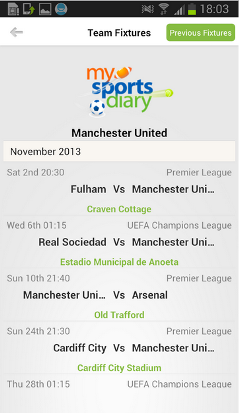 18:03
Team Fixtures
Previous Fixtures
my
sports
diary
Manchester United
November 2013
Sat 2nd 20:30 Premier League
Fulham Vs Manchester Uni...
Craven Cottage
Wed 6th 01:15 UEFA Champions League
Real Sociedad Vs Manchester Uni...
Estadio Municipal de Anoeta
Sun 10th 21:40 Premier League
Manchester Uni... Vs Arsenal
Old Trafford
Sun 24th 21:30 Premier League
Cardiff City Vs Manchester Uni...
Cardiff City Stadium
Thu 28th 01:15 UEFA Champions League